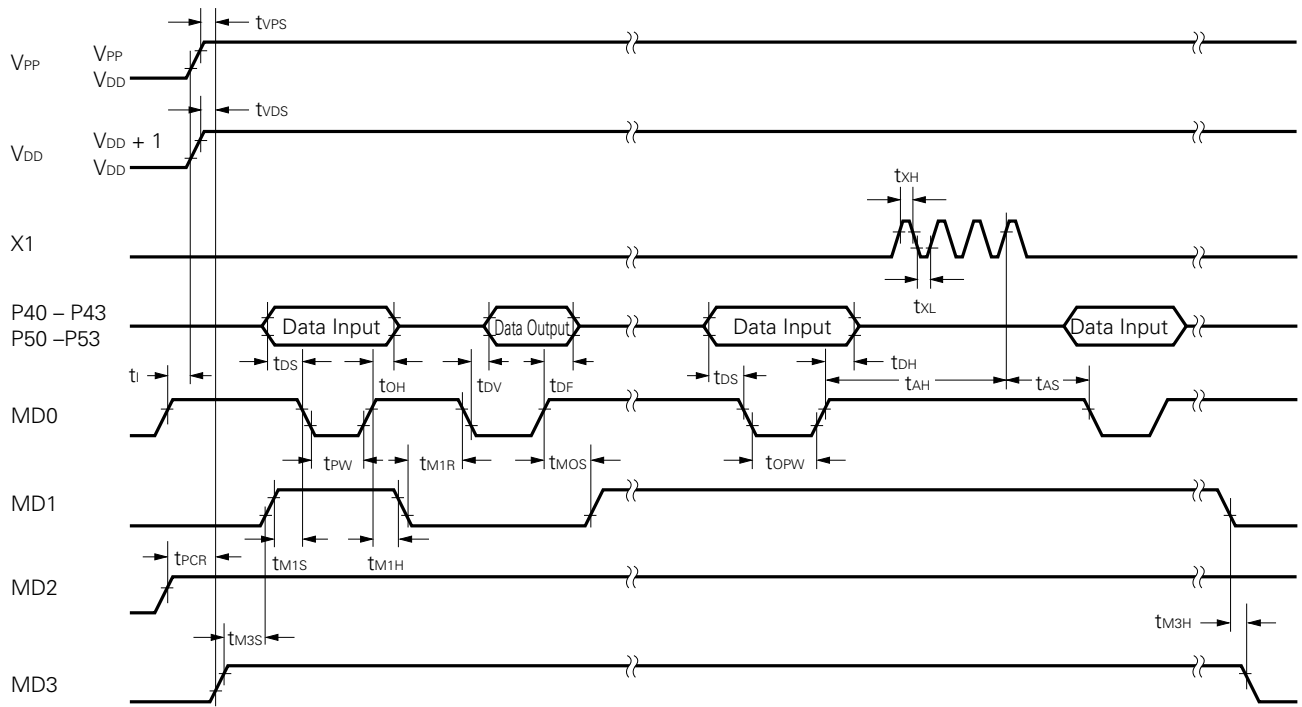 tVPS
VPP
VPP
VDD
tVDS
VDD
VDD + 1
VDD
tXH
X1
tXL
P40 – P43
P50 –P53
Data Input
Data Output
Data Input
Data Input
tDS
tOH
tDV
tDF
tDS
tDH
tAH
tAS
tI
MD0
tPW
tM1R
tMOS
tOPW
MD1
tPCR
tM1S
tM1H
MD2
tM3S
tM3H
MD3